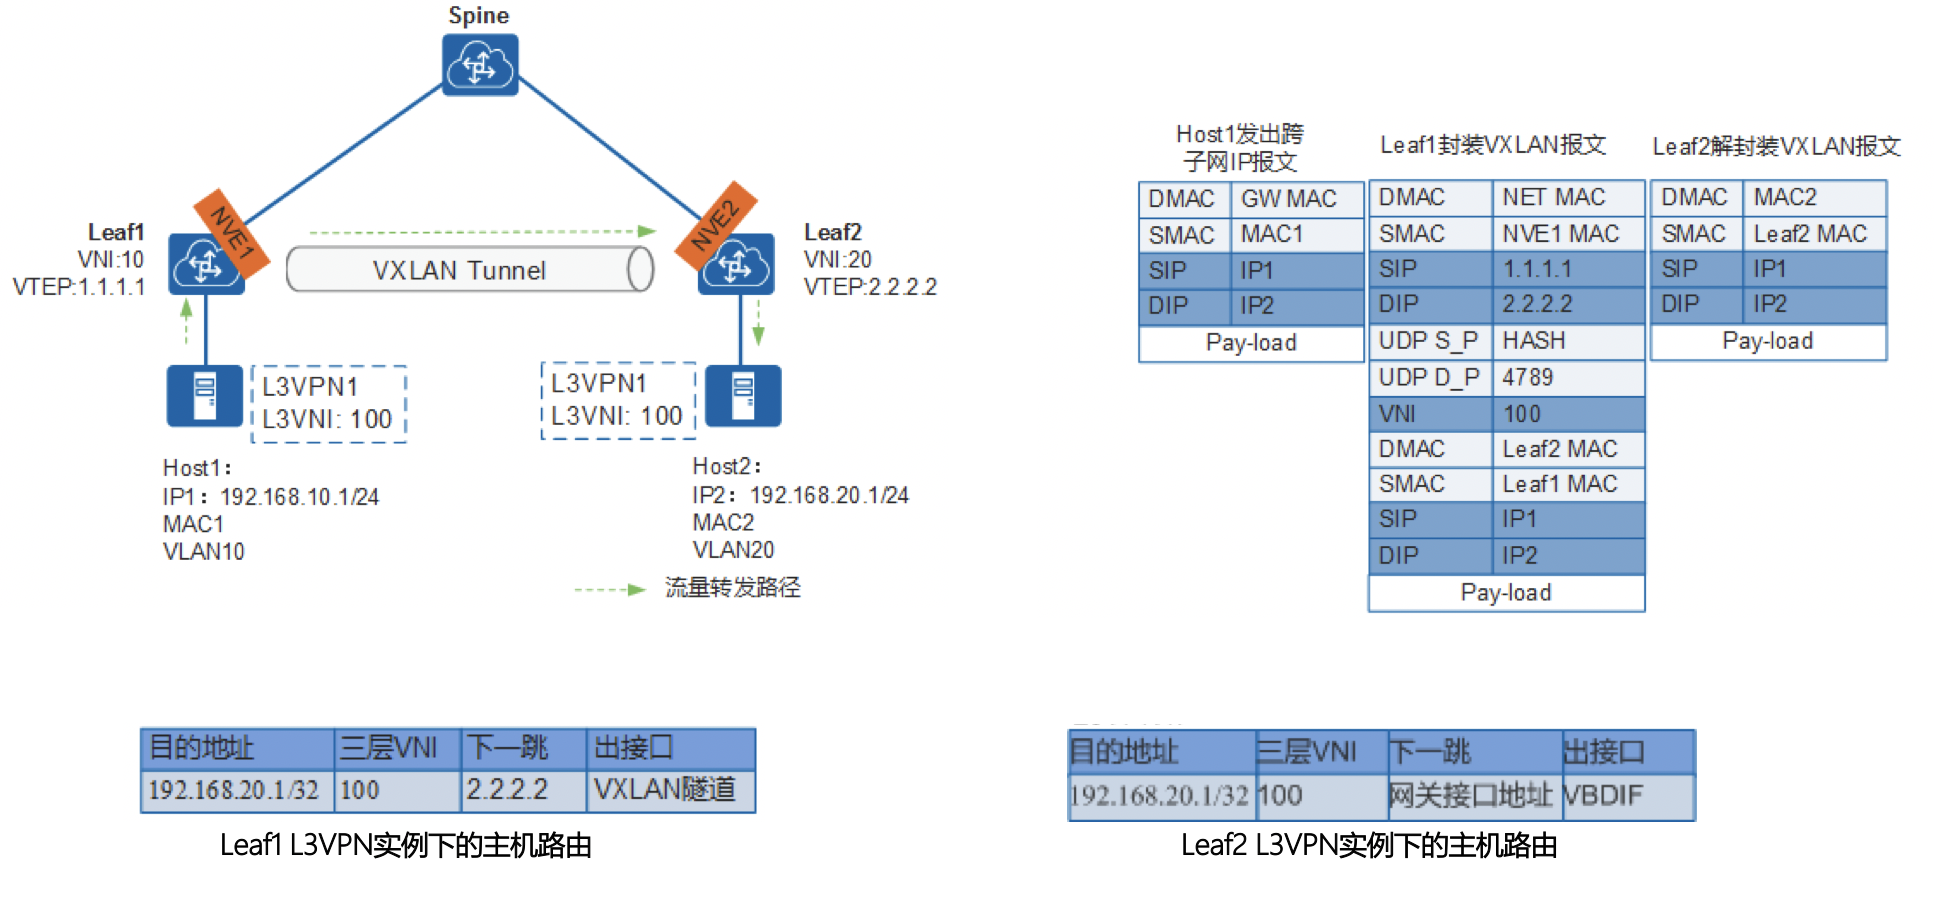 Spine
NVE1
NVE2
Leaf1
VNI:10
VTEP:1.1.1.1
VXLAN Tunnel
Leaf2
VNI:20
VTEP:2.2.2.2
L3VPN1
L3VNI: 100
L3VPN1
L3VNI: 100
Host1：
IP1：192.168.10.1/24
MAC1
VLAN10
Host2：
IP2：192.168.20.1/24
MAC2
VLAN20
流量转发路径
Host1发出跨
子网IP报文
DMAC GW MAC
SMAC MAC1
SIP IP1
DIP IP2
Pay-load
Leaf1封装VXLAN报文
DMAC NET MAC
SMAC NVE1 MAC
SIP 1.1.1.1
DIP 2.2.2.2
UDP S_P HASH
UDP D_P 4789
VNI 100
DMAC Leaf2 MAC
SMAC Leaf1 MAC
SIP IP1
DIP IP2
Pay-load
Leaf2解封装VXLAN报文
DMAC MAC2
SMAC Leaf2 MAC
SIP IP1
DIP IP2
Pay-load
目的地址 三层VNI 下一跳 出接口
192.168.20.1/32 100 2.2.2.2 VXLAN隧道
Leaf1 L3VPN实例下的主机路由
目的地址 三层VNI 下一跳 出接口
192.168.20.1/32 100 网关接口地址 VBDIF
Leaf2 L3VPN实例下的主机路由